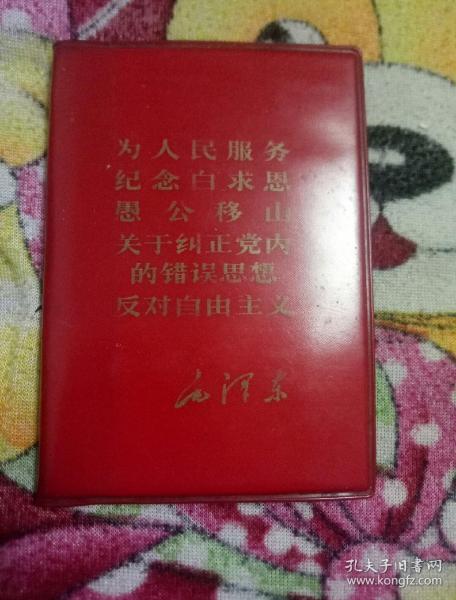 为人民服务
纪念白求恩
愚公移山
关于纠正党内
的错误思想
反对自由主义
毛泽东
孔夫子旧书网
www.kongfz.com